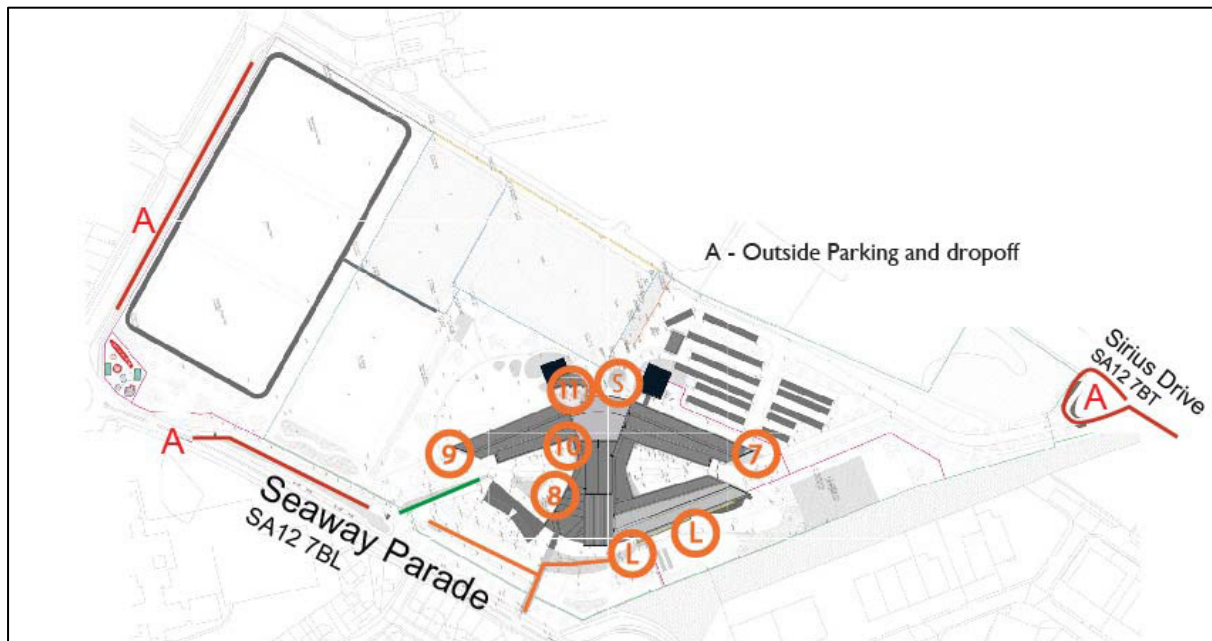 A
A - Outside Parking and dropoff
Sirius Drive
SA12 7BT
A
11
S
A
9
10
7
8
Seaway Parade
SA12 7BL
L
L